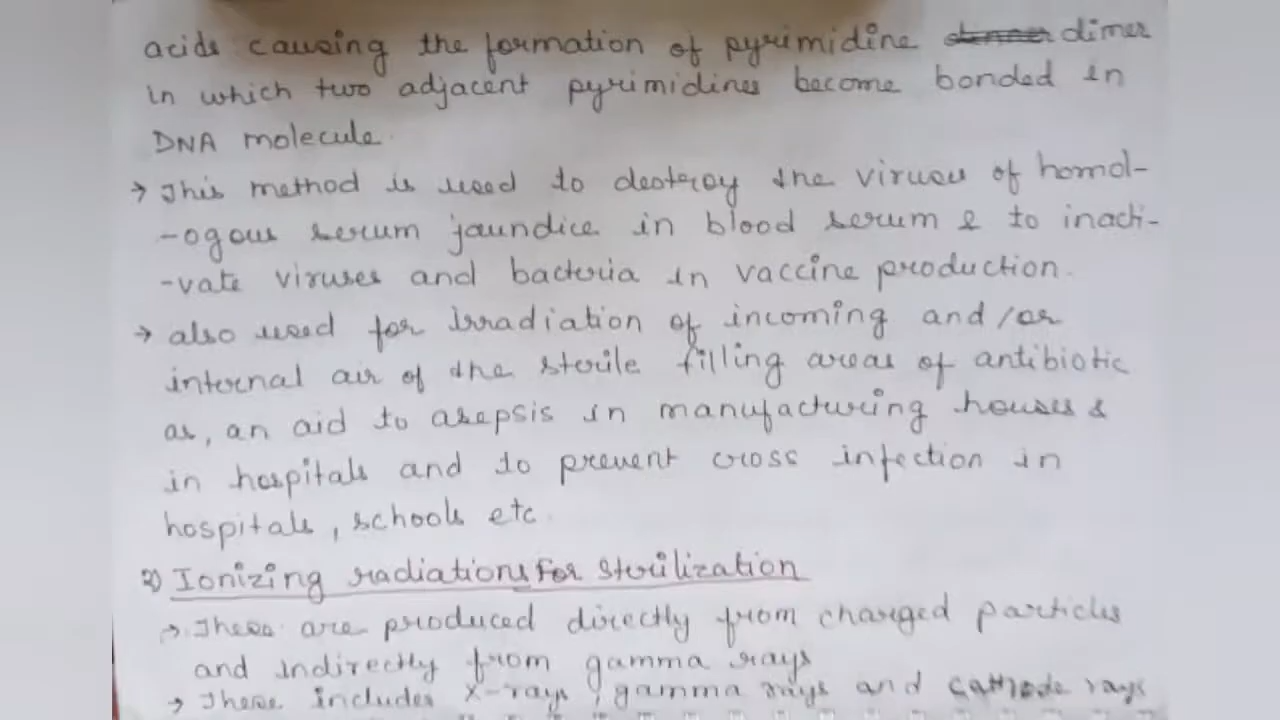 acids causing the formation of pyrimidine dimer
in which two adjacent pyrimidines become bonded in
DNA molecule.
→ This method is used to destroy the viruses of homol-
-ogous serum jaundice in blood serum & to inacti-
-vate viruses and bacteria in vaccine production.
→ also used for irradiation of incoming and/or
internal air of the sterile filling areas of antibiotic
as, an aid to asepsis in manufacturing houses &
in hospitals and to prevent cross infection in
hospitals, schools etc.
2) Ionizing radiations for sterilization
→ These are produced directly from charged particles
and indirectly from gamma rays
→ These includes X-rays, gamma rays and cathode rays